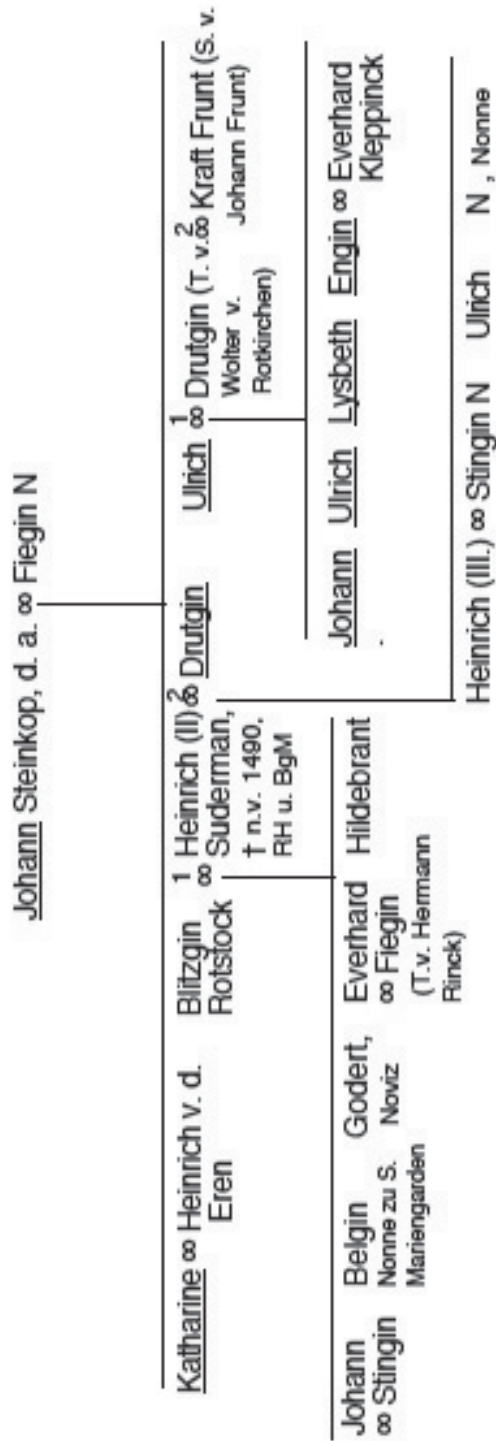 Johann Steinkop, d. a. ∞ Fiegin N
Katharine ∞ Heinrich v. d.
Eren
Blitzgin
Rotstock
1
∞ Heinrich (II)
Suderman,
† n.v. 1490,
RH u. BgM
2
∞ Drutgin
Ulrich
1
∞ Drutgin (T. v.
Wolter v.
Rotkirchen)
2
∞ Kraft Frunt (S. v.
Johann Frunt)
Johann
∞ Stingin
Belgin
Nonne zu S.
Mariengarden
Godert,
Noviz
Everhard
∞ Fiegin
(T.v. Hermann
Rinck)
Hildebrant
Johann Ulrich Lysbeth Engin ∞ Everhard
Kleppinck
.
Heinrich (III.) ∞ Stingin N Ulrich N , Nonne